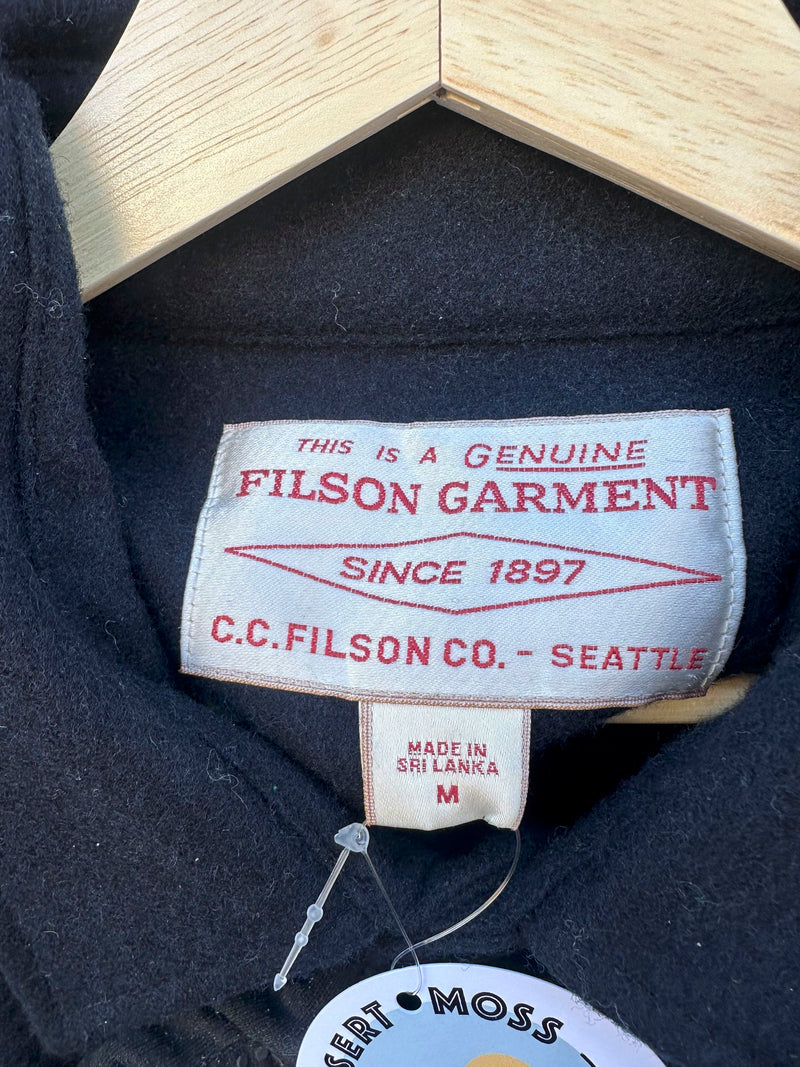 THIS IS A GENUINE
FILSON GARMENT
SINCE 1897
C.C. FILSON CO. - SEATTLE
MADE IN
SRI LANKA
M
MOSS